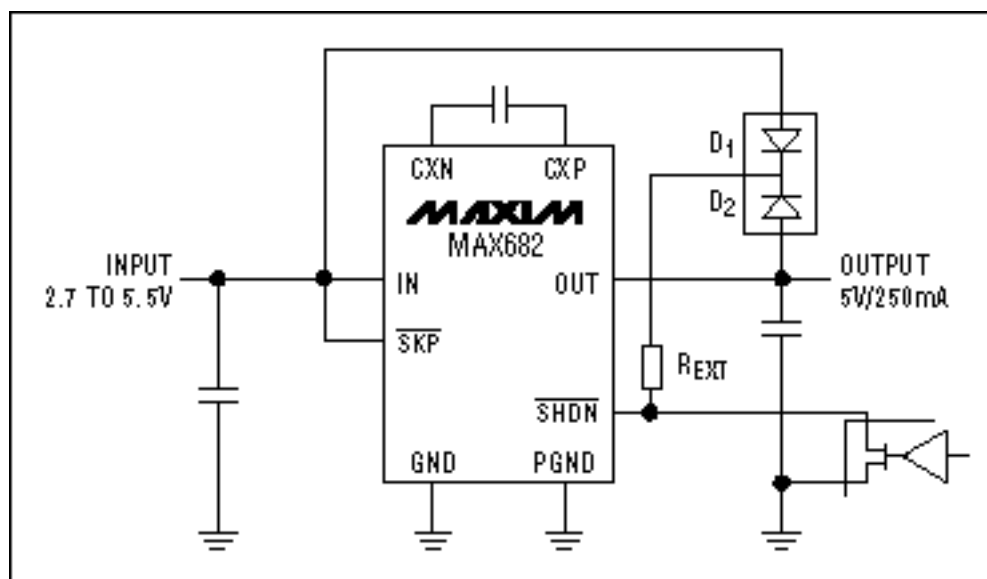 CXN
CXP
MAXIM
MAX682
D1
D2
INPUT
2.7 TO 5.5V
IN
OUT
OUTPUT
5V/250mA
SKP
REXT
SHDN
GND
PGND